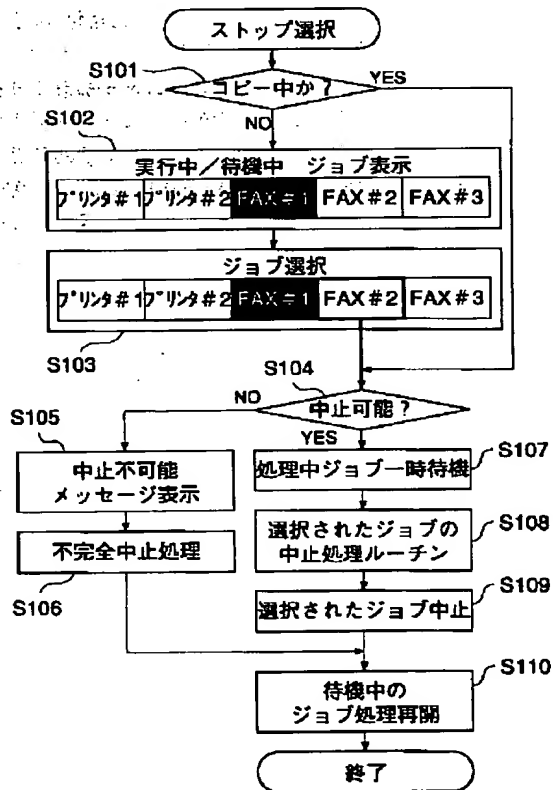 ストップ選択
S101
コピー中か?
YES
NO
S102
実行中/待機中 ジョブ表示
プリンタ#1 プリンタ#2 FAX#1 FAX#2 FAX#3
ジョブ選択
プリンタ#1 プリンタ#2 FAX#1 FAX#2 FAX#3
S103
S104
中止可能?
NO
YES
S105
中止不可能
メッセージ表示
不完全中止処理
S106
処理中ジョブ一時待機
S107
選択されたジョブの
中止処理ルーチン
S108
選択されたジョブ中止
S109
待機中の
ジョブ処理再開
S110
終了